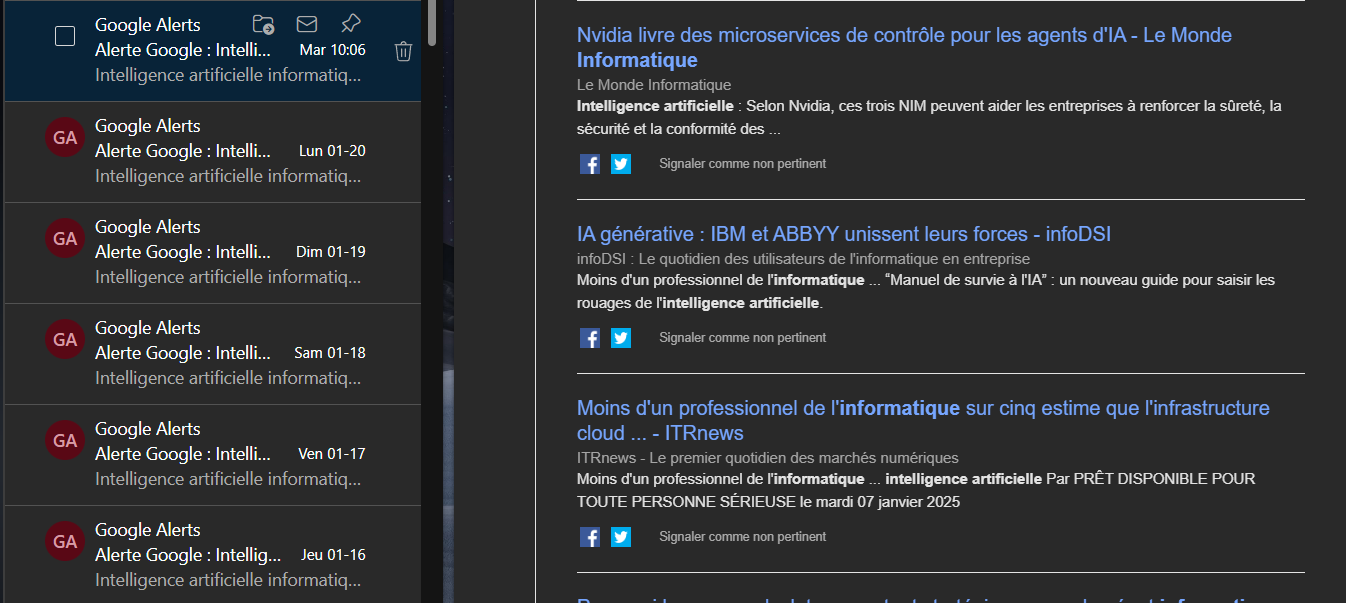 Google Alerts
Alerte Google : Intelli... Mar 10:06
Intelligence artificielle informatiq...
GA
Google Alerts
Alerte Google : Intelli... Lun 01-20
Intelligence artificielle informatiq...
GA
Google Alerts
Alerte Google : Intelli... Dim 01-19
Intelligence artificielle informatiq...
GA
Google Alerts
Alerte Google : Intelli... Sam 01-18
Intelligence artificielle informatiq...
GA
Google Alerts
Alerte Google : Intelli... Ven 01-17
Intelligence artificielle informatiq...
GA
Google Alerts
Alerte Google : Intellig... Jeu 01-16
Intelligence artificielle informatiq...
Nvidia livre des microservices de contrôle pour les agents d'IA - Le Monde
Informatique
Le Monde Informatique
Intelligence artificielle : Selon Nvidia, ces trois NIM peuvent aider les entreprises à renforcer la sûreté, la
sécurité et la conformité des ...
Signaler comme non pertinent
IA générative : IBM et ABBYY unissent leurs forces - infoDSI
infoDSI : Le quotidien des utilisateurs de l'informatique en entreprise
Moins d'un professionnel de l'informatique ... “Manuel de survie à l'IA” : un nouveau guide pour saisir les
rouages de l'intelligence artificielle.
Signaler comme non pertinent
Moins d'un professionnel de l'informatique sur cinq estime que l'infrastructure
cloud ... - ITRnews
ITRnews - Le premier quotidien des marchés numériques
Moins d'un professionnel de l'informatique ... intelligence artificielle Par PRÊT DISPONIBLE POUR
TOUTE PERSONNE SÉRIEUSE le mardi 07 janvier 2025
Signaler comme non pertinent